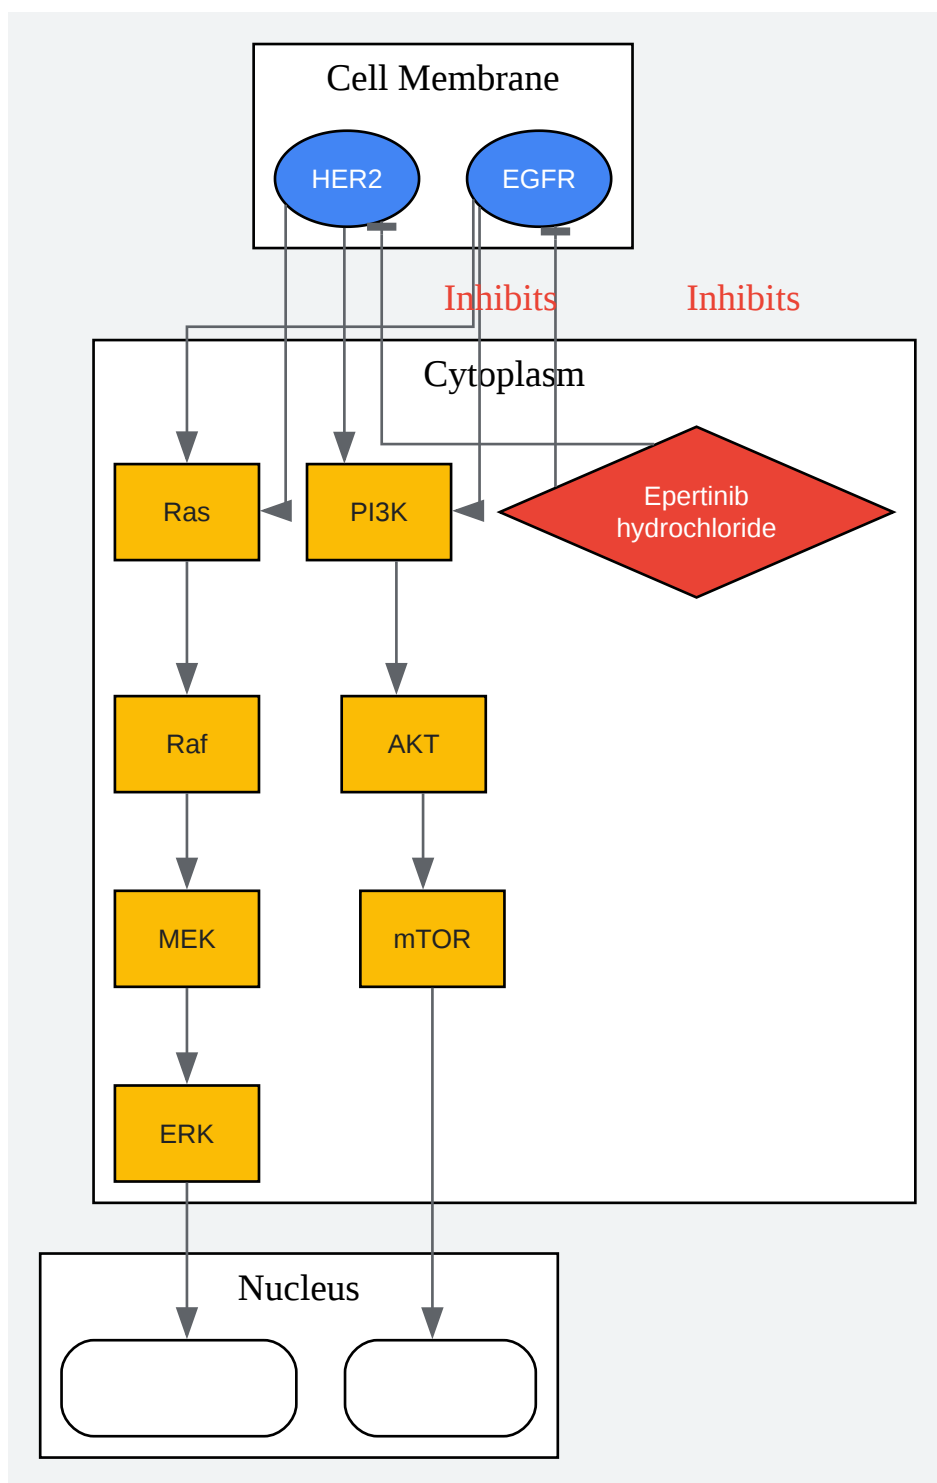 Cell Membrane
HER2
EGFR
Inhibits
Inhibits
Cytoplasm
Ras
PI3K
Epertinib
hydrochloride
Raf
AKT
MEK
mTOR
ERK
Nucleus